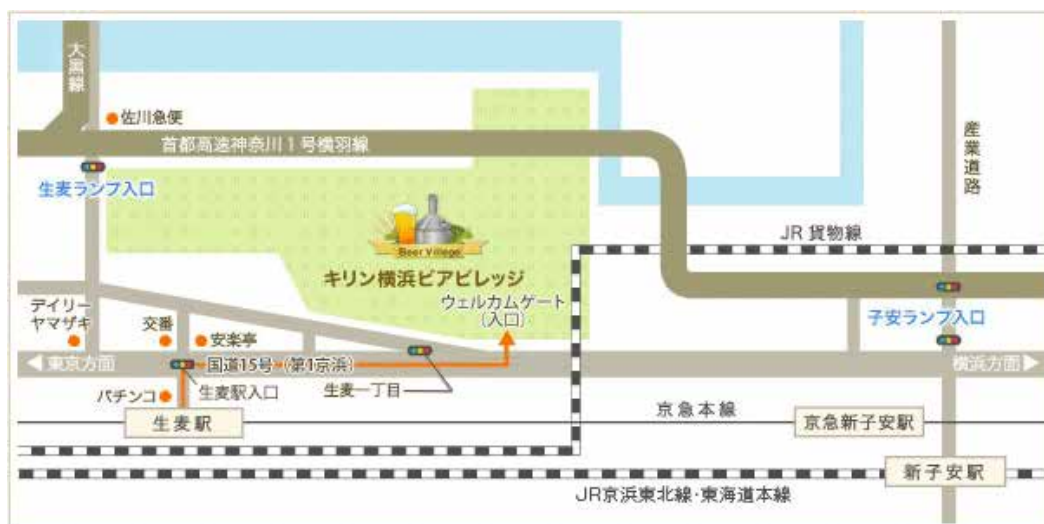 大黒線
佐川急便
首都高速神奈川1号横羽線
生麦ランプ入口
産業道路
Beer Village
キリン横浜ビアビレッジ
JR 貨物線
ウェルカムゲート
(入口)
子安ランプ入口
デイリー
ヤマザキ
交番
安楽亭
東京方面
国道15号(第1京浜)
横浜方面
パチンコ
生麦駅入口
生麦一丁目
生麦駅
京急本線
京急新子安駅
新子安駅
JR京浜東北線・東海道本線